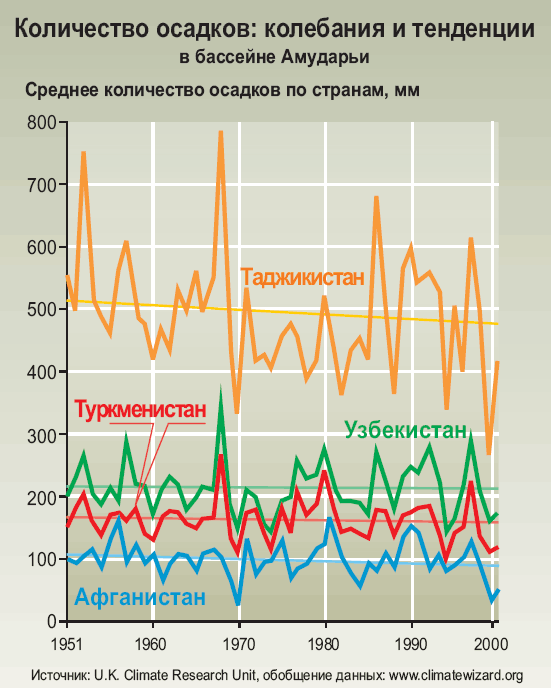 Количество осадков: колебания и тенденции
в бассейне Амударьи
Среднее количество осадков по странам, мм
800
700
600
500
400
300
200
100
0
Таджикистан
Туркменистан
Узбекистан
Афганистан
1951 1960 1970 1980 1990 2000
Источник: U.K. Climate Research Unit, обобщение данных: www.climatewizard.org